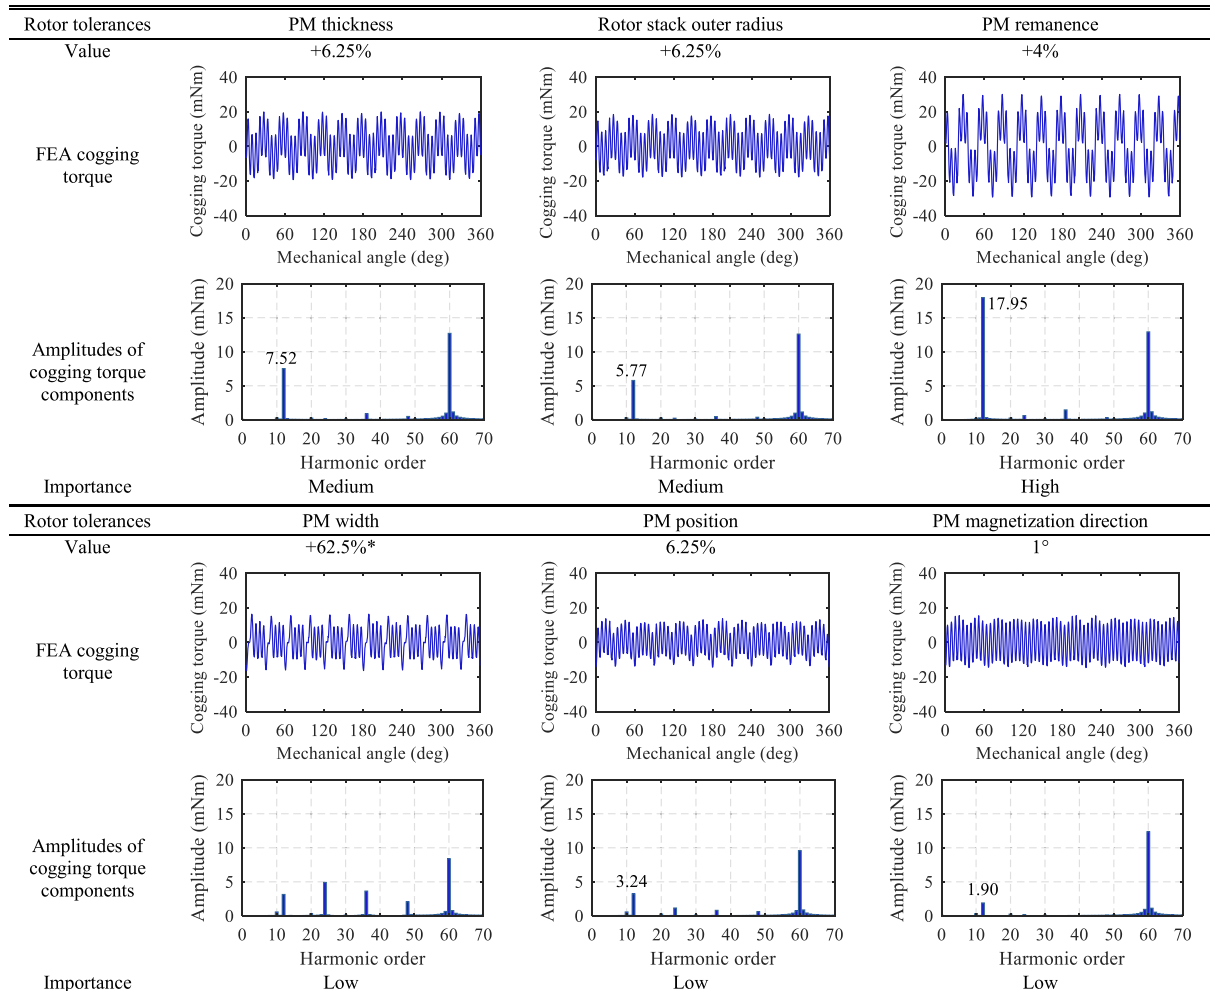 Rotor tolerances PM thickness Rotor stack outer radius PM remanence
Value +6.25% +6.25% +4%
FEA cogging
torque
Cogging torque (mNm)
40
20
0
-20
-40
0 60 120 180 240 300 360
Mechanical angle (deg)
Cogging torque (mNm)
40
20
0
-20
-40
0 60 120 180 240 300 360
Mechanical angle (deg)
Cogging torque (mNm)
40
20
0
-20
-40
0 60 120 180 240 300 360
Mechanical angle (deg)
Amplitudes of
cogging torque
components
Amplitude (mNm)
20
15
10
5
0
7.52
0 10 20 30 40 50 60 70
Harmonic order
Amplitude (mNm)
20
15
10
5
0
5.77
0 10 20 30 40 50 60 70
Harmonic order
Amplitude (mNm)
20
15
10
5
0
17.95
0 10 20 30 40 50 60 70
Harmonic order
Importance Medium Medium High
Rotor tolerances PM width PM position PM magnetization direction
Value +62.5%* 6.25% 1°
FEA cogging
torque
Cogging torque (mNm)
40
20
0
-20
-40
0 60 120 180 240 300 360
Mechanical angle (deg)
Cogging torque (mNm)
40
20
0
-20
-40
0 60 120 180 240 300 360
Mechanical angle (deg)
Cogging torque (mNm)
40
20
0
-20
-40
0 60 120 180 240 300 360
Mechanical angle (deg)
Amplitudes of
cogging torque
components
Amplitude (mNm)
20
15
10
5
0
0 10 20 30 40 50 60 70
Harmonic order
Amplitude (mNm)
20
15
10
5
0
3.24
0 10 20 30 40 50 60 70
Harmonic order
Amplitude (mNm)
20
15
10
5
0
1.90
0 10 20 30 40 50 60 70
Harmonic order
Importance Low Low Low